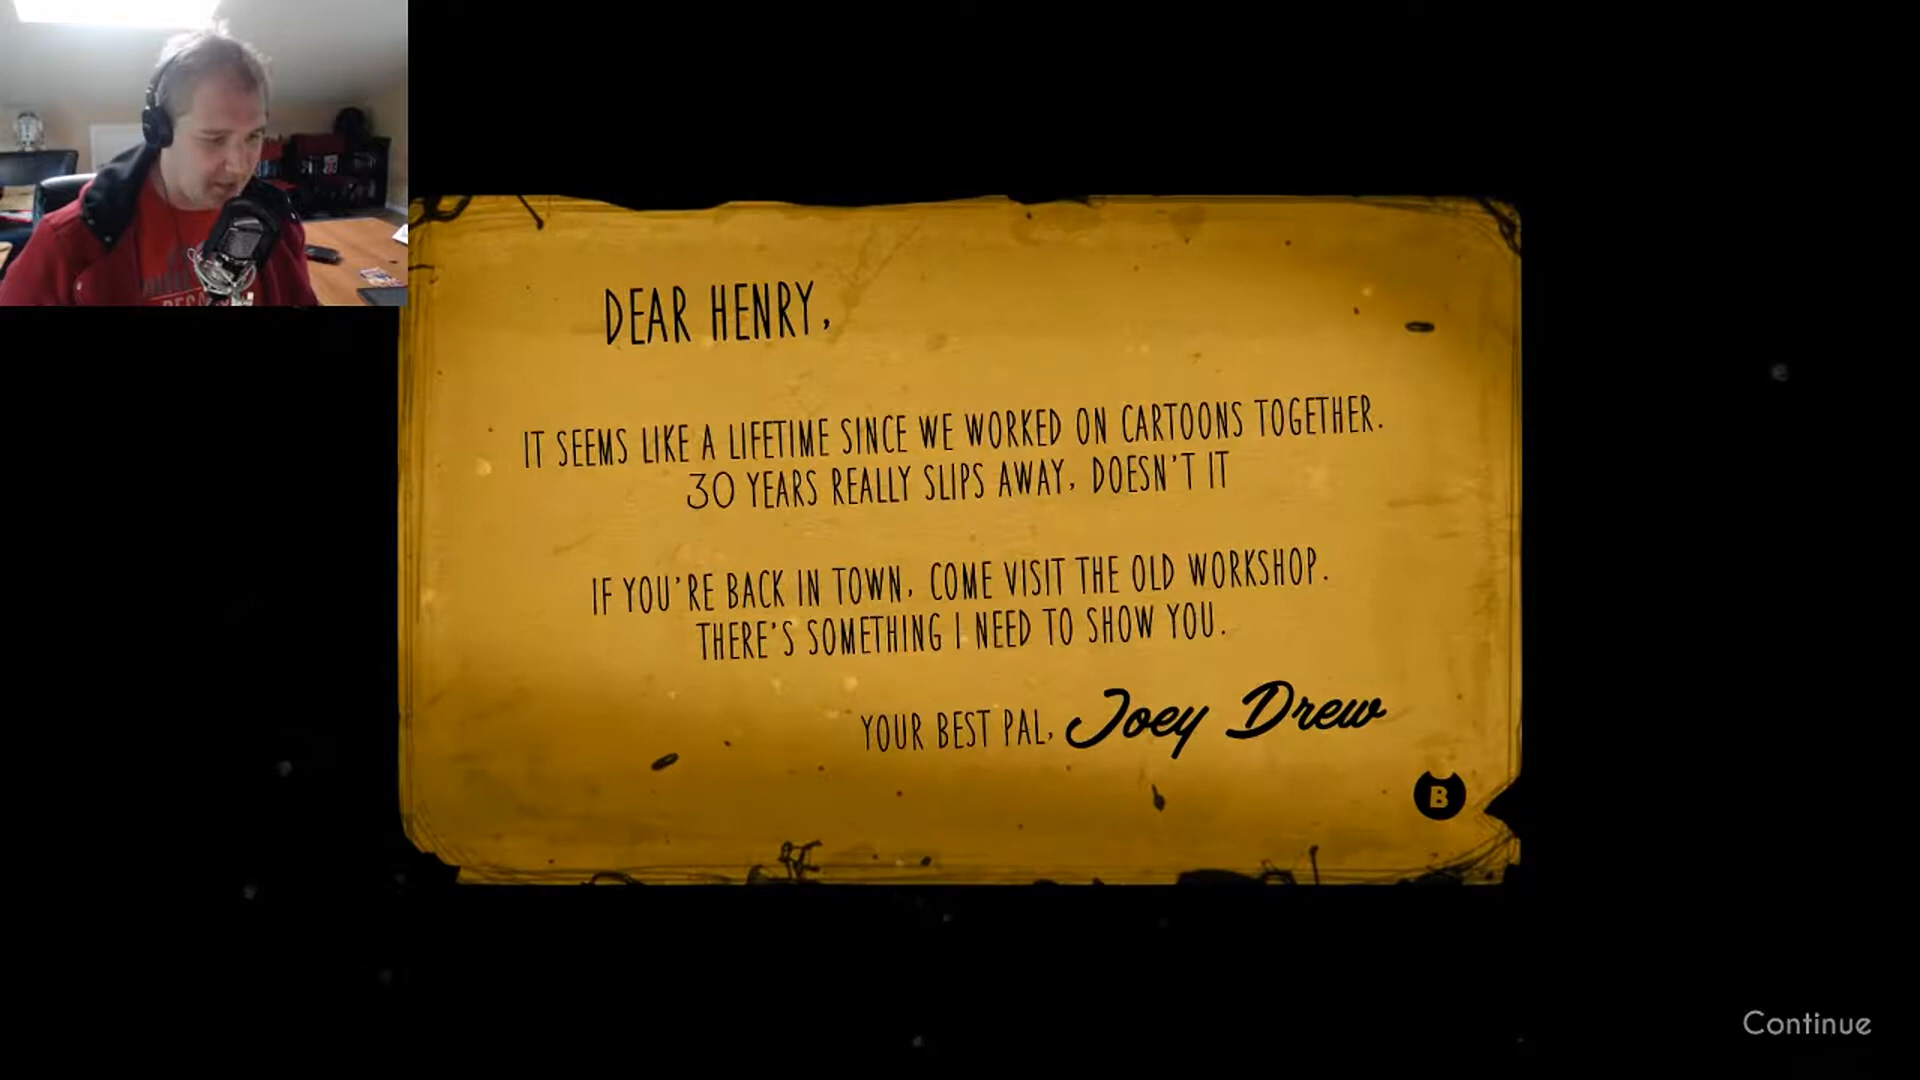 DEAR HENRY,
IT SEEMS LIKE A LIFETIME SINCE WE WORKED ON CARTOONS TOGETHER.
30 YEARS REALLY SLIPS AWAY, DOESN'T IT
IF YOU'RE BACK IN TOWN, COME VISIT THE OLD WORKSHOP.
THERE'S SOMETHING I NEED TO SHOW YOU.
YOUR BEST PAL, Joey Drew
B
Continue